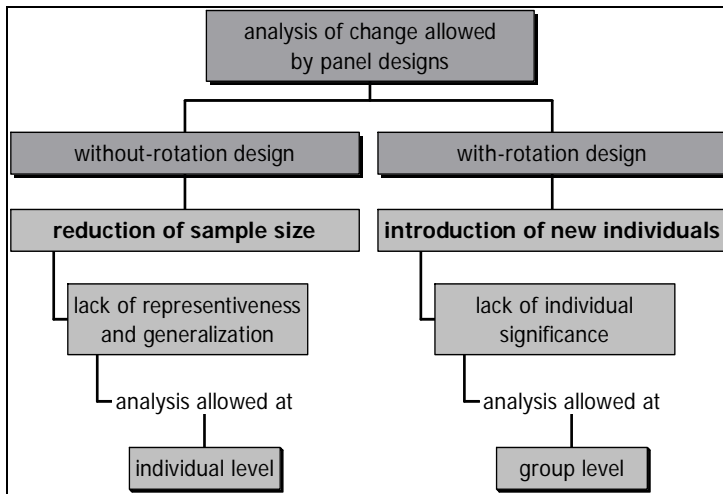 analysis of change allowed
by panel designs
without-rotation design
with-rotation design
reduction of sample size
introduction of new individuals
lack of representiveness
and generalization
lack of individual
significance
analysis allowed at
analysis allowed at
individual level
group level